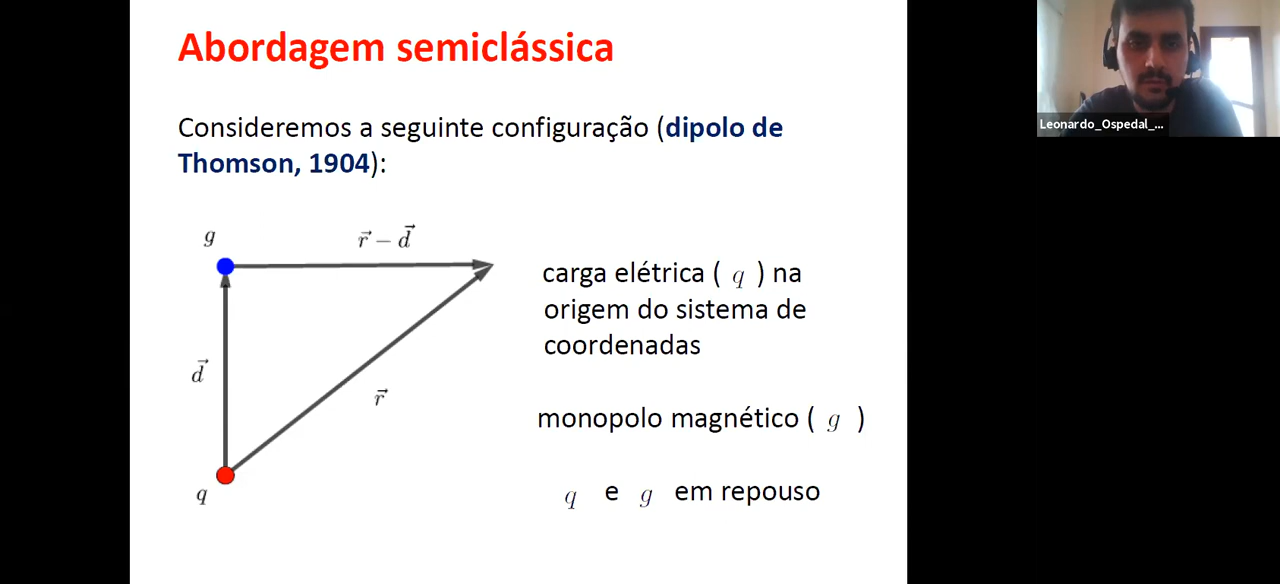 Abordagem semiclássica
Leonardo_Ospedal_...
Consideremos a seguinte configuração (dipolo de
Thomson, 1904):
g
r⃗ – d⃗
carga elétrica ( q ) na
origem do sistema de
coordenadas
d⃗
r⃗
monopolo magnético ( g )
q
q e g em repouso